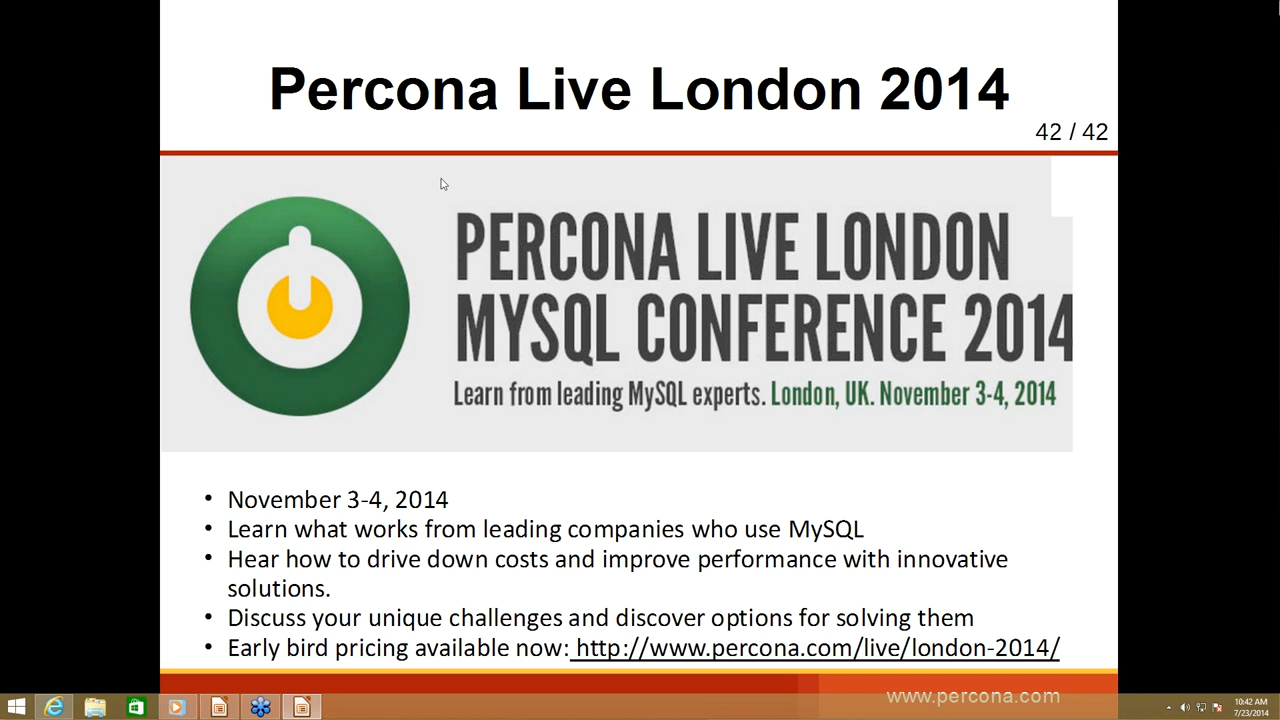 Percona Live London 2014
42 / 42
PERCONA LIVE LONDON
MYSQL CONFERENCE 2014
Learn from leading MySQL experts. London, UK. November 3-4, 2014
• November 3-4, 2014
• Learn what works from leading companies who use MySQL
• Hear how to drive down costs and improve performance with innovative
solutions.
• Discuss your unique challenges and discover options for solving them
• Early bird pricing available now: http://www.percona.com/live/london-2014/
www.percona.com
10:42 AM
7/23/2014